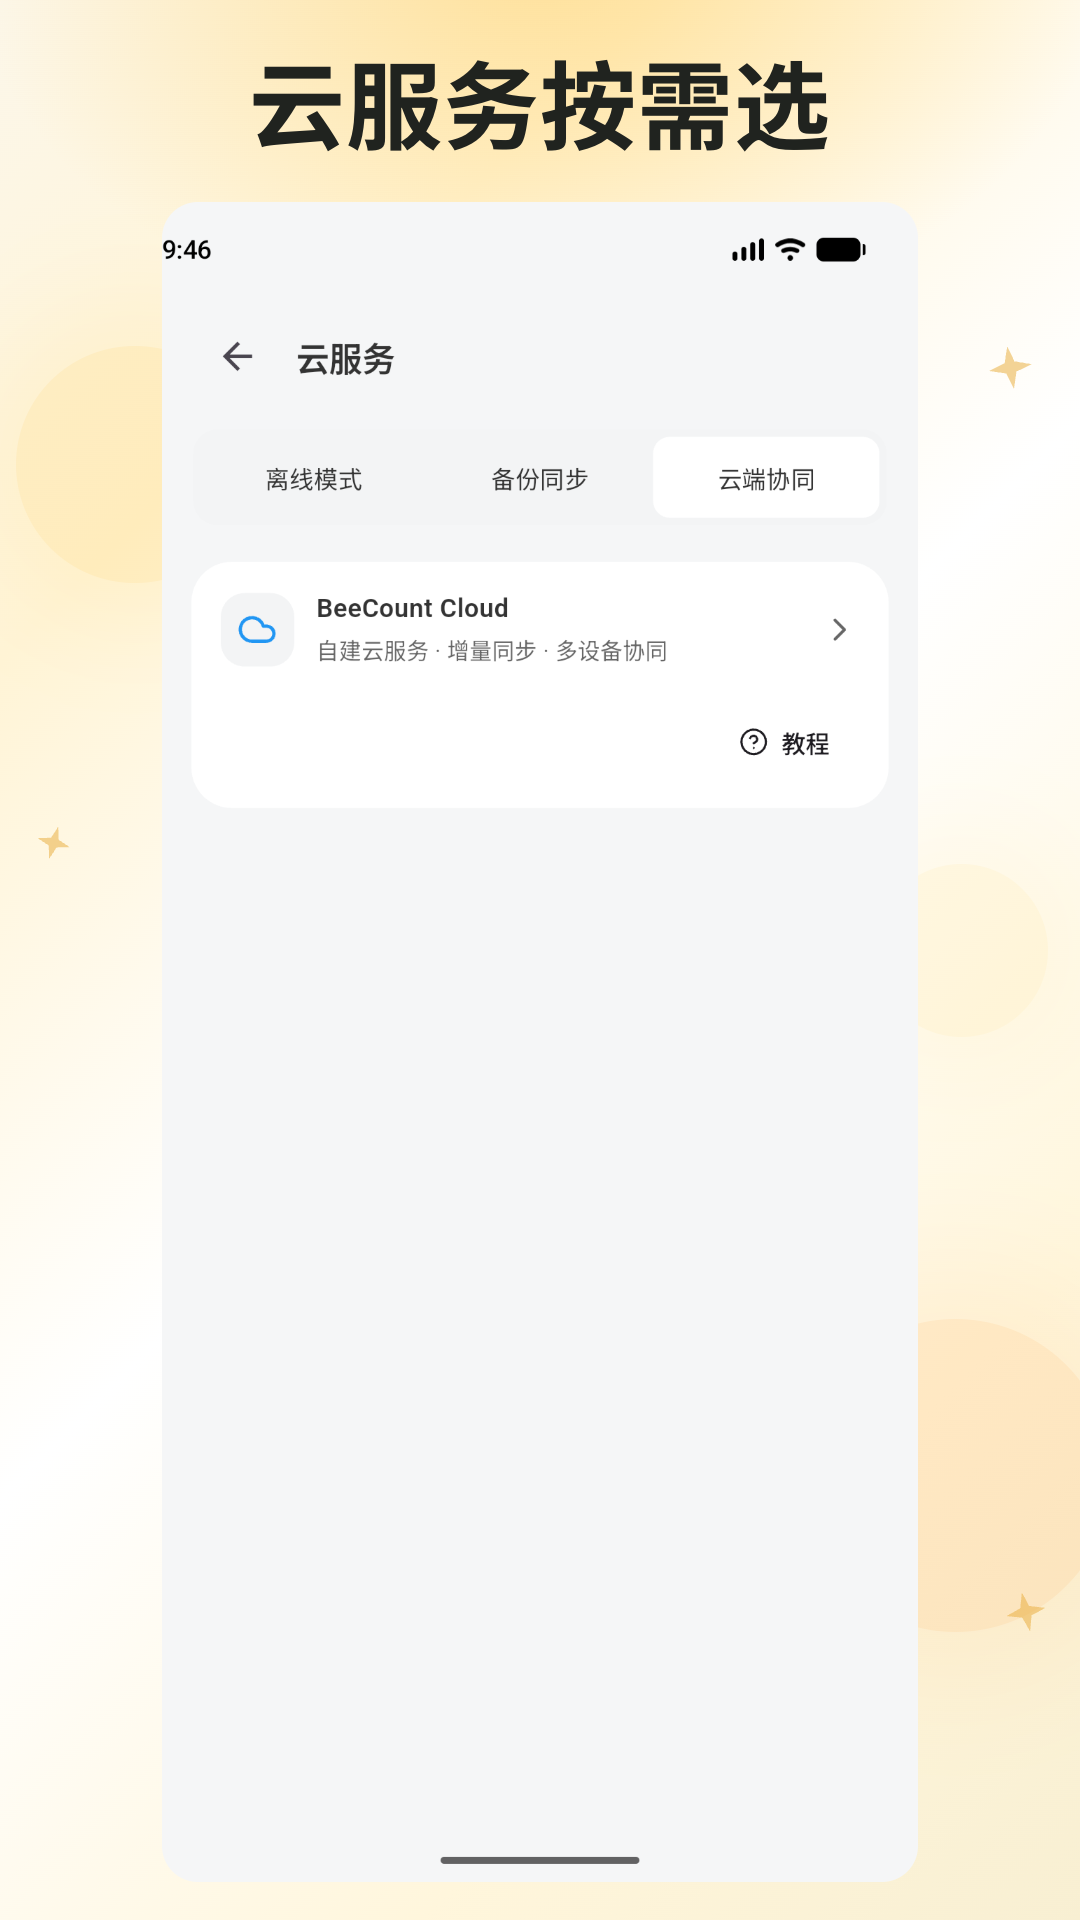 云服务按需选
9:46
云服务
离线模式 备份同步 云端协同
BeeCount Cloud
自建云服务 · 增量同步 · 多设备协同
教程